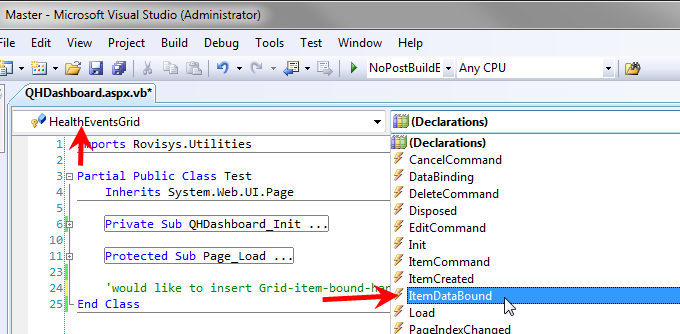 Master - Microsoft Visual Studio (Administrator)
File Edit View Project Build Debug Tools Test Window Help
NoPostBuildE Any CPU
QHDashboard.aspx.vb*
HealthEventsGrid (Declarations)
1 Imports Rovisys.Utilities
2
3 Partial Public Class Test
4 Inherits System.Web.UI.Page
5
6 Private Sub QHDashboard_Init ...
10
11 Protected Sub Page_Load ...
23
24 'would like to insert Grid-item-bound-han
25 End Class
(Declarations)
CancelCommand
DataBinding
DeleteCommand
Disposed
EditCommand
Init
ItemCommand
ItemCreated
ItemDataBound
Load
PageIndexChanged